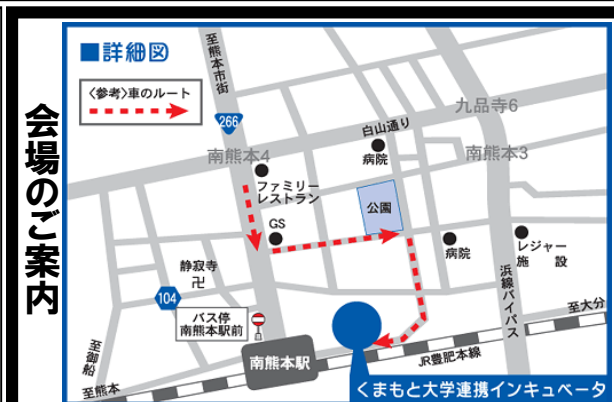 会場のご案内
■詳細図
〈参考〉車のルート
至熊本市街
266
白山通り
九品寺6
南熊本4
南熊本3
病院
ファミリー
レストラン
公園
GS
静寂寺
卍
病院
レジャー
施 設
104
バス停
南熊本駅前
浜線バイパス
至大分
至御船
南熊本駅
JR豊肥本線
至熊本
くまもと大学連携インキュベータ